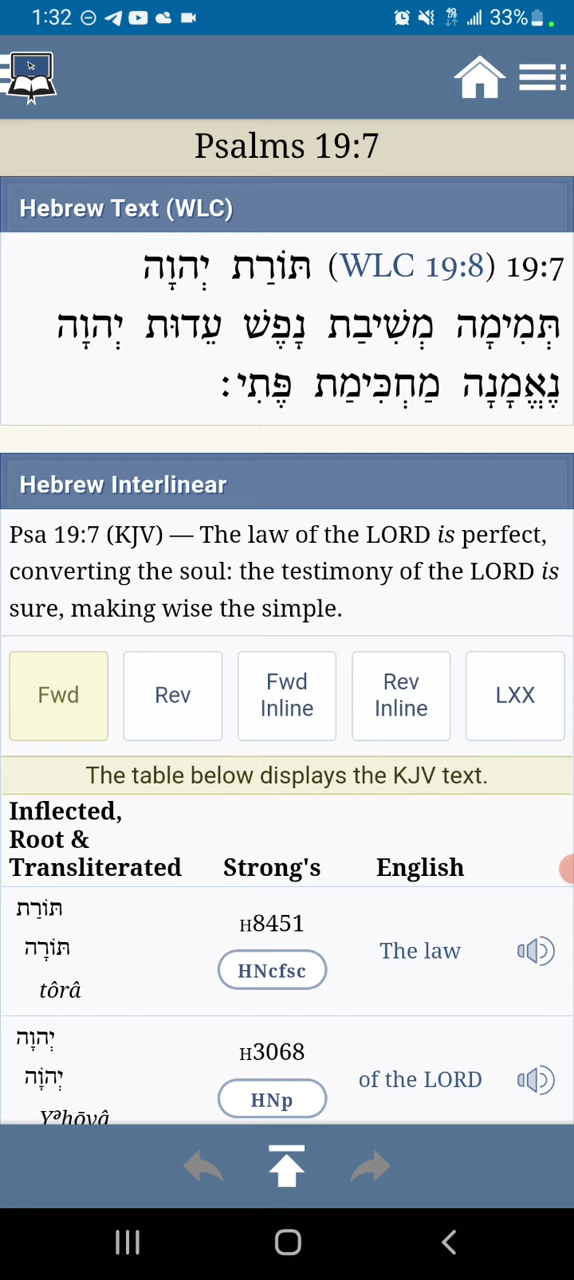 1:32
33%
Psalms 19:7
Hebrew Text (WLC)
19:7 (WLC 19:8) תּוֹרַת יְהוָה
תְּמִימָה מְשִׁיבַת נָפֶשׁ עֵדוּת יְהוָה
נֶאֱמָנָה מַחְכִּימַת פֶּתִי׃
Hebrew Interlinear
Psa 19:7 (KJV) — The law of the LORD is perfect,
converting the soul: the testimony of the LORD is
sure, making wise the simple.
Fwd
Rev
Fwd
Inline
Rev
Inline
LXX
The table below displays the KJV text.
Inflected,
Root &
Transliterated
Strong's
English
תּוֹרַת
תּוֹרָה
tôrâ
H8451
HNcfsc
The law
יְהוָה
יְהֹוָה
Yᵊhōvâ
H3068
HNp
of the LORD